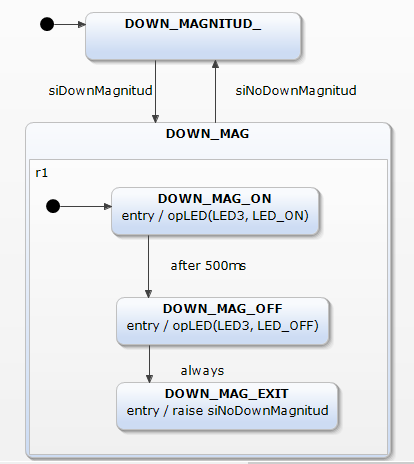 DOWN_MAGNITUD_
siDownMagnitud
siNoDownMagnitud
DOWN_MAG
r1
DOWN_MAG_ON
entry / opLED(LED3, LED_ON)
after 500ms
DOWN_MAG_OFF
entry / opLED(LED3, LED_OFF)
always
DOWN_MAG_EXIT
entry / raise siNoDownMagnitud